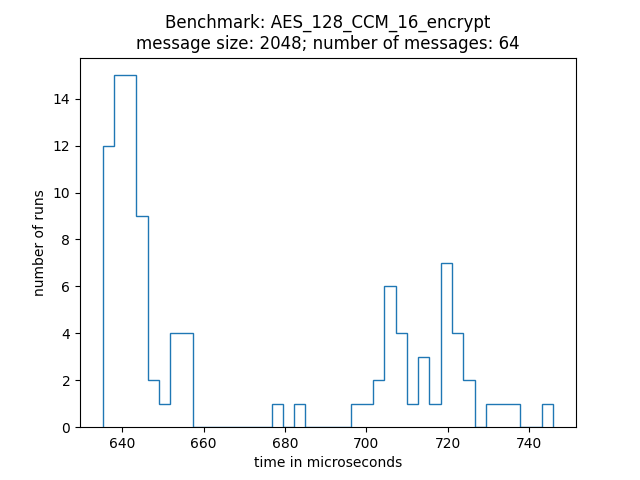 Benchmark: AES_128_CCM_16_encrypt
message size: 2048; number of messages: 64
number of runs
14
12
10
8
6
4
2
0
640 660 680 700 720 740
time in microseconds